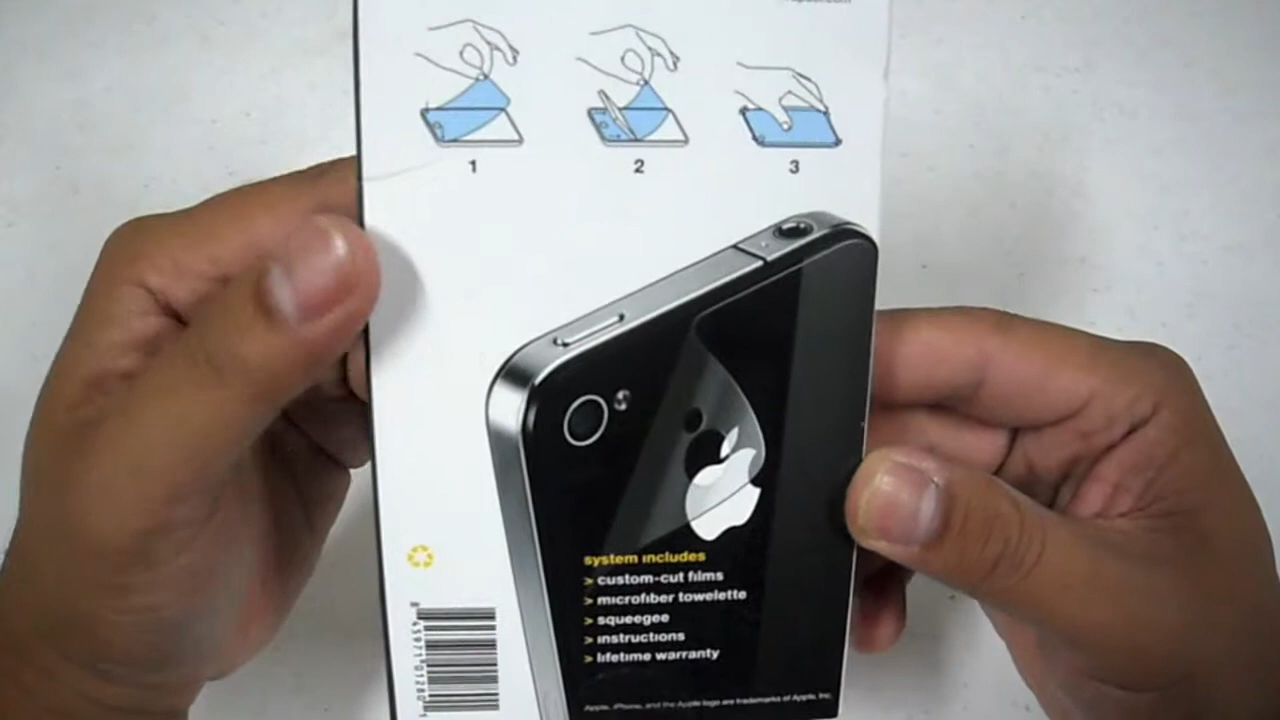 1 2 3
system includes
> custom-cut films
> microfiber towelette
> squeegee
> instructions
> lifetime warranty
Apple, iPhone, and the Apple logo are trademarks of Apple, Inc.